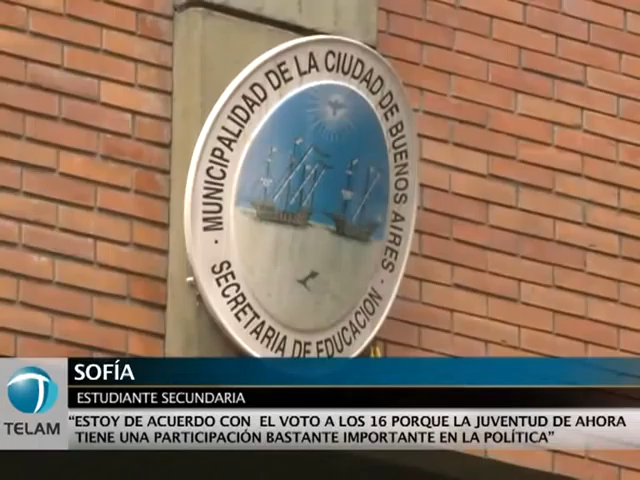 · MUNICIPALIDAD DE LA CIUDAD DE BUENOS AIRES ·
SECRETARIA DE EDUCACION
SOFÍA
ESTUDIANTE SECUNDARIA
TELAM
“ESTOY DE ACUERDO CON EL VOTO A LOS 16 PORQUE LA JUVENTUD DE AHORA
TIENE UNA PARTICIPACIÓN BASTANTE IMPORTANTE EN LA POLÍTICA”